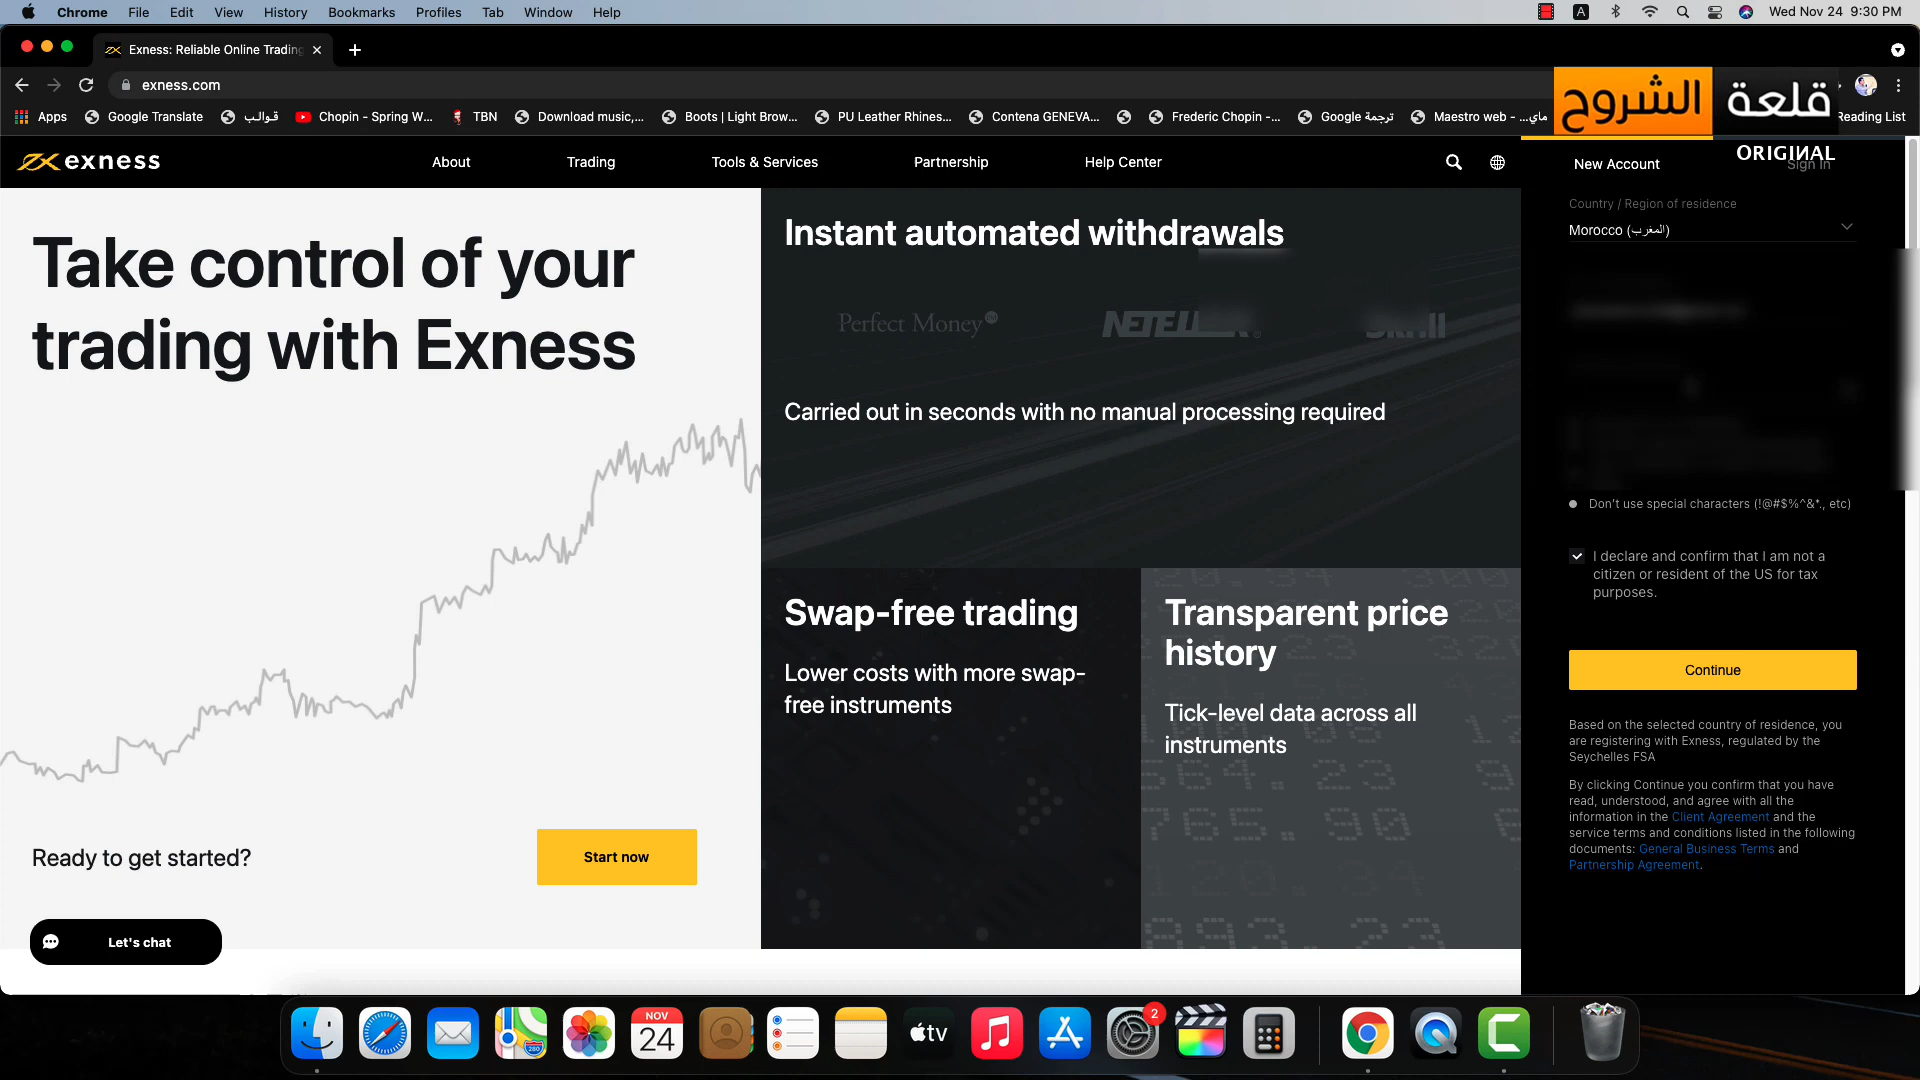 Chrome File Edit View History Bookmarks Profiles Tab Window Help
A
Wed Nov 24 9:30 PM
Exness: Reliable Online Trading
exness.com
Apps
Google Translate
قـوالـب
Chopin - Spring W...
TBN
Download music,...
Boots | Light Brow...
PU Leather Rhines...
Contena GENEVA...
Frederic Chopin -...
ترجمة Google
Maestro web - ...ماي
Reading List
قلعة الشروح
ORIGIИAL
exness
About
Trading
Tools & Services
Partnership
Help Center
New Account
Sign In
Take control of your
trading with Exness
Ready to get started?
Start now
Let's chat
Instant automated withdrawals
Perfect Money
Carried out in seconds with no manual processing required
Swap-free trading
Lower costs with more swap-
free instruments
Transparent price
history
Tick-level data across all
instruments
Country / Region of residence
Morocco (المغرب)
Don't use special characters (!@#$%^&*., etc)
I declare and confirm that I am not a
citizen or resident of the US for tax
purposes.
Continue
Based on the selected country of residence, you
are registering with Exness, regulated by the
Seychelles FSA
By clicking Continue you confirm that you have
read, understood, and agree with all the
information in the Client Agreement and the
service terms and conditions listed in the following
documents: General Business Terms and
Partnership Agreement.
NOV
24
280
tv
2